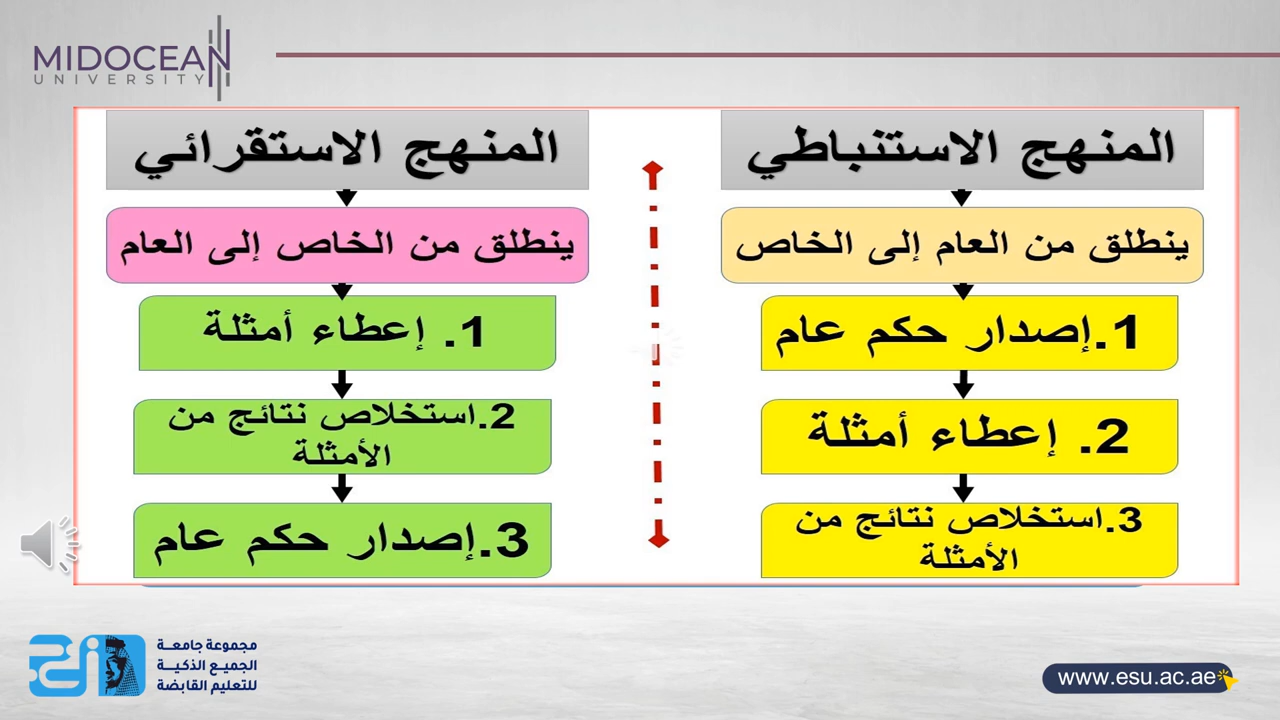 MIDOCEAN
UNIVERSITY
المنهج الاستنباطي
ينطلق من العام إلى الخاص
1.إصدار حكم عام
2. إعطاء أمثلة
3.استخلاص نتائج من
الأمثلة
المنهج الاستقرائي
ينطلق من الخاص إلى العام
1. إعطاء أمثلة
2.استخلاص نتائج من
الأمثلة
3.إصدار حكم عام
مجموعة جامعة
الجميع الذكية
للتعليم القابضة
www.esu.ac.ae